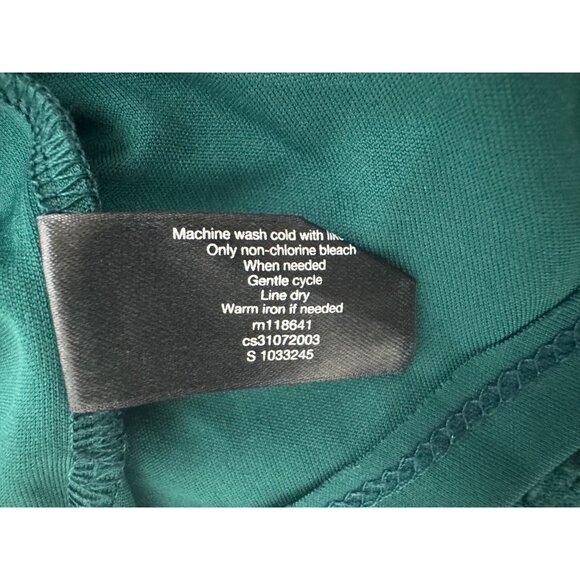 Machine wash cold with like
Only non-chlorine bleach
When needed
Gentle cycle
Line dry
Warm iron if needed
rn118641
cs31072003
S 1033245